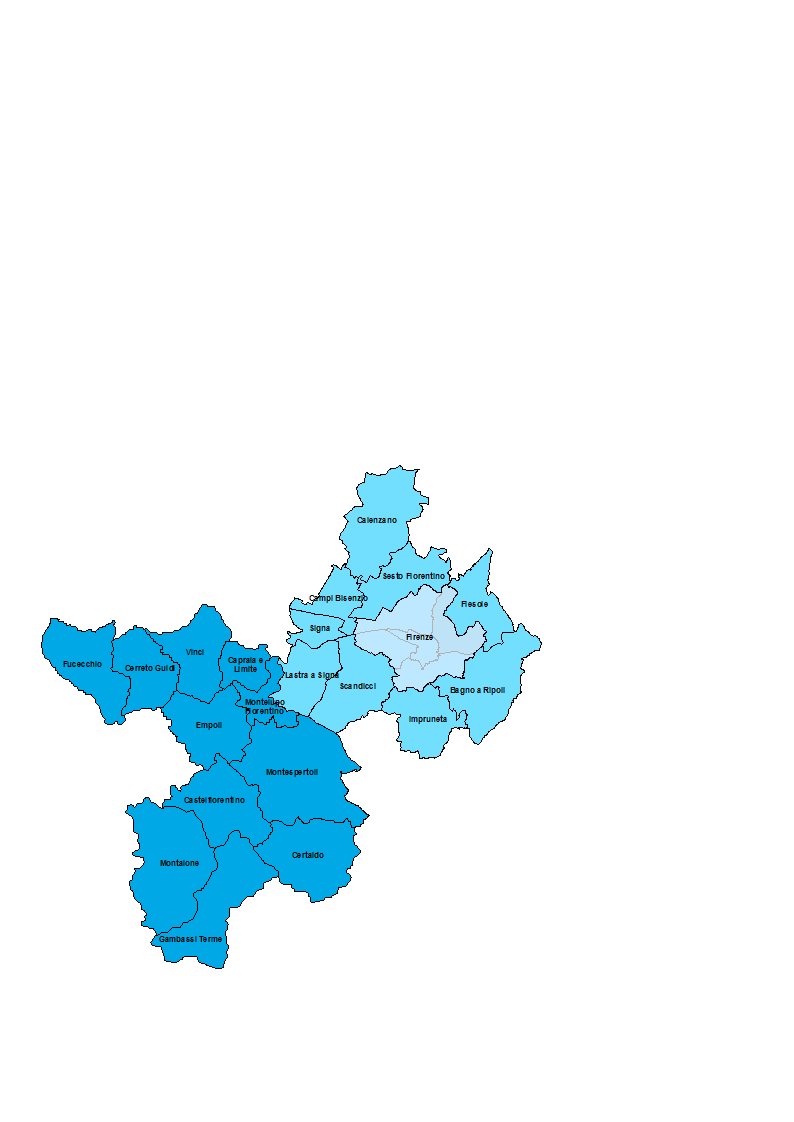 Calenzano
Sesto Fiorentino
Campi Bisenzio
Fiesole
Signa
Firenze
Vinci
Fucecchio
Cerreto Guidi
Capraia e
Limite
Lastra a Signa
Scandicci
Bagno a Ripoli
Montelupo
Fiorentino
Impruneta
Empoli
Montespertoli
Castelfiorentino
Certaldo
Montaione
Gambassi Terme